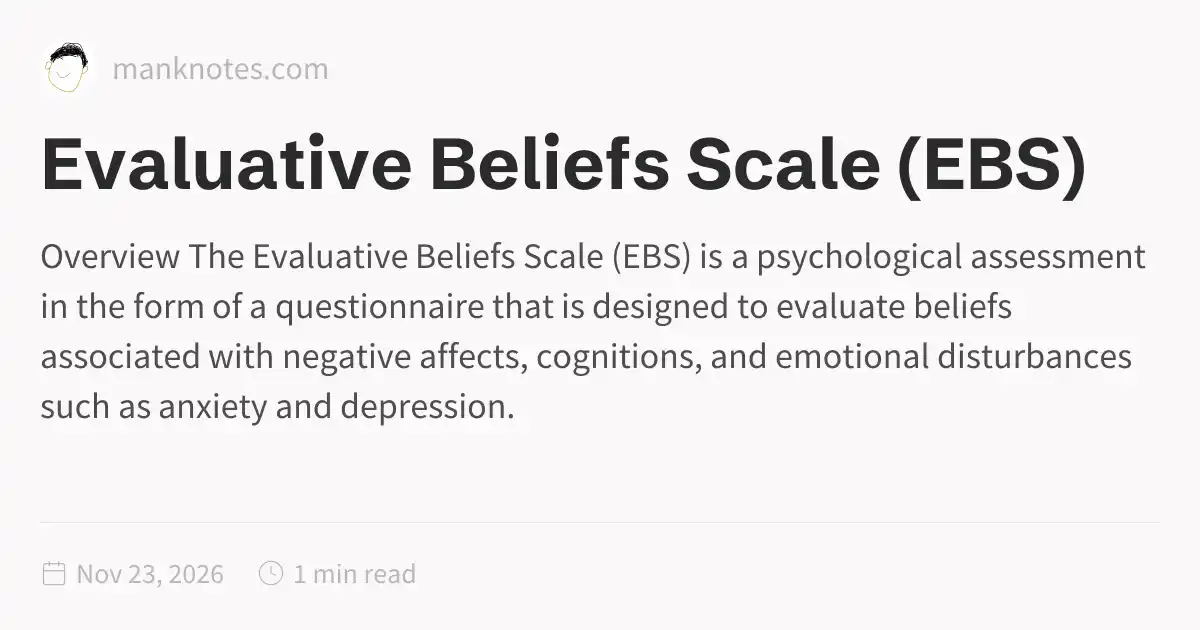 manknotes.com
Evaluative Beliefs Scale (EBS)
Overview The Evaluative Beliefs Scale (EBS) is a psychological assessment
in the form of a questionnaire that is designed to evaluate beliefs
associated with negative affects, cognitions, and emotional disturbances
such as anxiety and depression.
Nov 23, 2026 1 min read